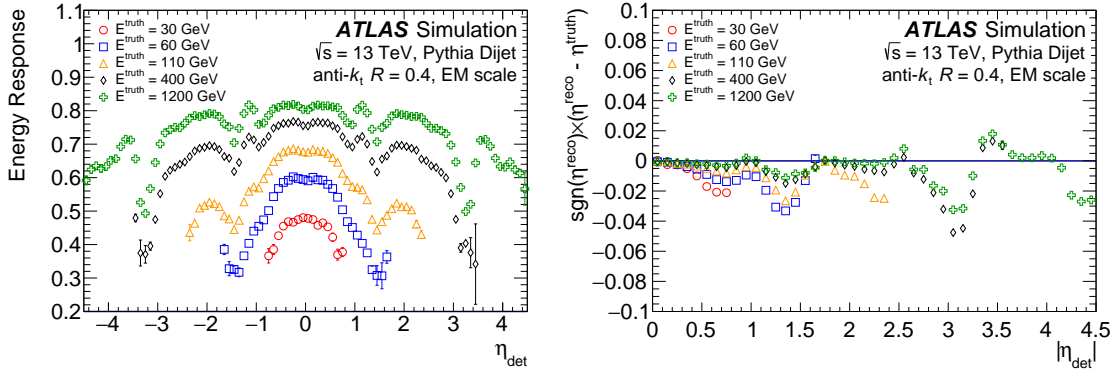 Energy Response
1.1
1
0.9
0.8
0.7
0.6
0.5
0.4
0.3
0.2
ATLAS Simulation
√s = 13 TeV, Pythia Dijet
anti-kt R = 0.4, EM scale
E^truth = 30 GeV
E^truth = 60 GeV
E^truth = 110 GeV
E^truth = 400 GeV
E^truth = 1200 GeV
−4 −3 −2 −1 0 1 2 3 4
η_det
sgn(η^reco)×(η^reco - η^truth)
0.1
0.08
0.06
0.04
0.02
0
−0.02
−0.04
−0.06
−0.08
−0.1
ATLAS Simulation
√s = 13 TeV, Pythia Dijet
anti-kt R = 0.4, EM scale
E^truth = 30 GeV
E^truth = 60 GeV
E^truth = 110 GeV
E^truth = 400 GeV
E^truth = 1200 GeV
0 0.5 1 1.5 2 2.5 3 3.5 4 4.5
|η_det|